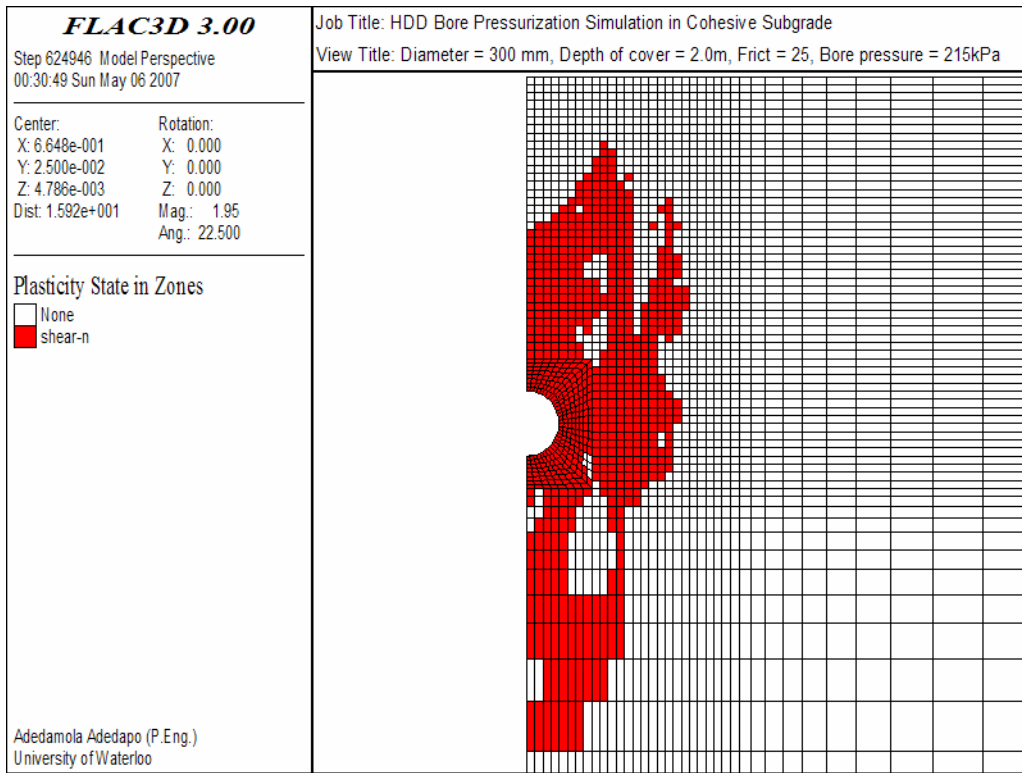 FLAC3D 3.00
Step 624946 Model Perspective
00:30:49 Sun May 06 2007
Center:
X: 6.648e-001
Y: 2.500e-002
Z: 4.786e-003
Dist: 1.592e+001
Rotation:
X: 0.000
Y: 0.000
Z: 0.000
Mag.: 1.95
Ang.: 22.500
Plasticity State in Zones
None
shear-n
Adedamola Adedapo (P.Eng.)
University of Waterloo
Job Title: HDD Bore Pressurization Simulation in Cohesive Subgrade
View Title: Diameter = 300 mm, Depth of cover = 2.0m, Frict = 25, Bore pressure = 215kPa